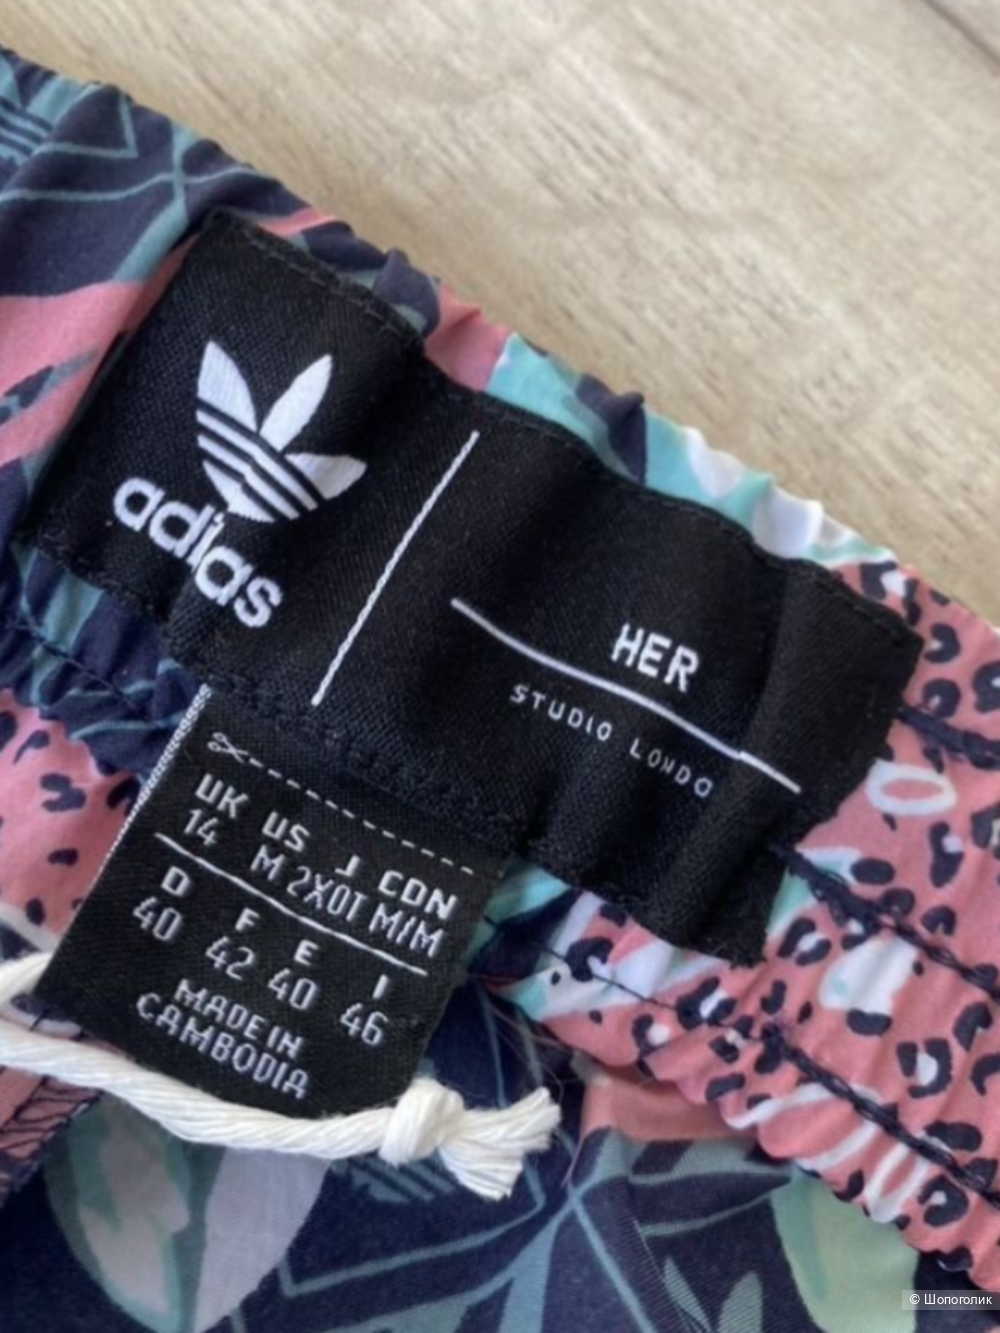 adidas
HER
STUDIO LONDO
UK US J CDN
14 M 2XOT M/M
D F E I
40 42 40 46
MADE IN
CAMBODIA
© Шопоголик